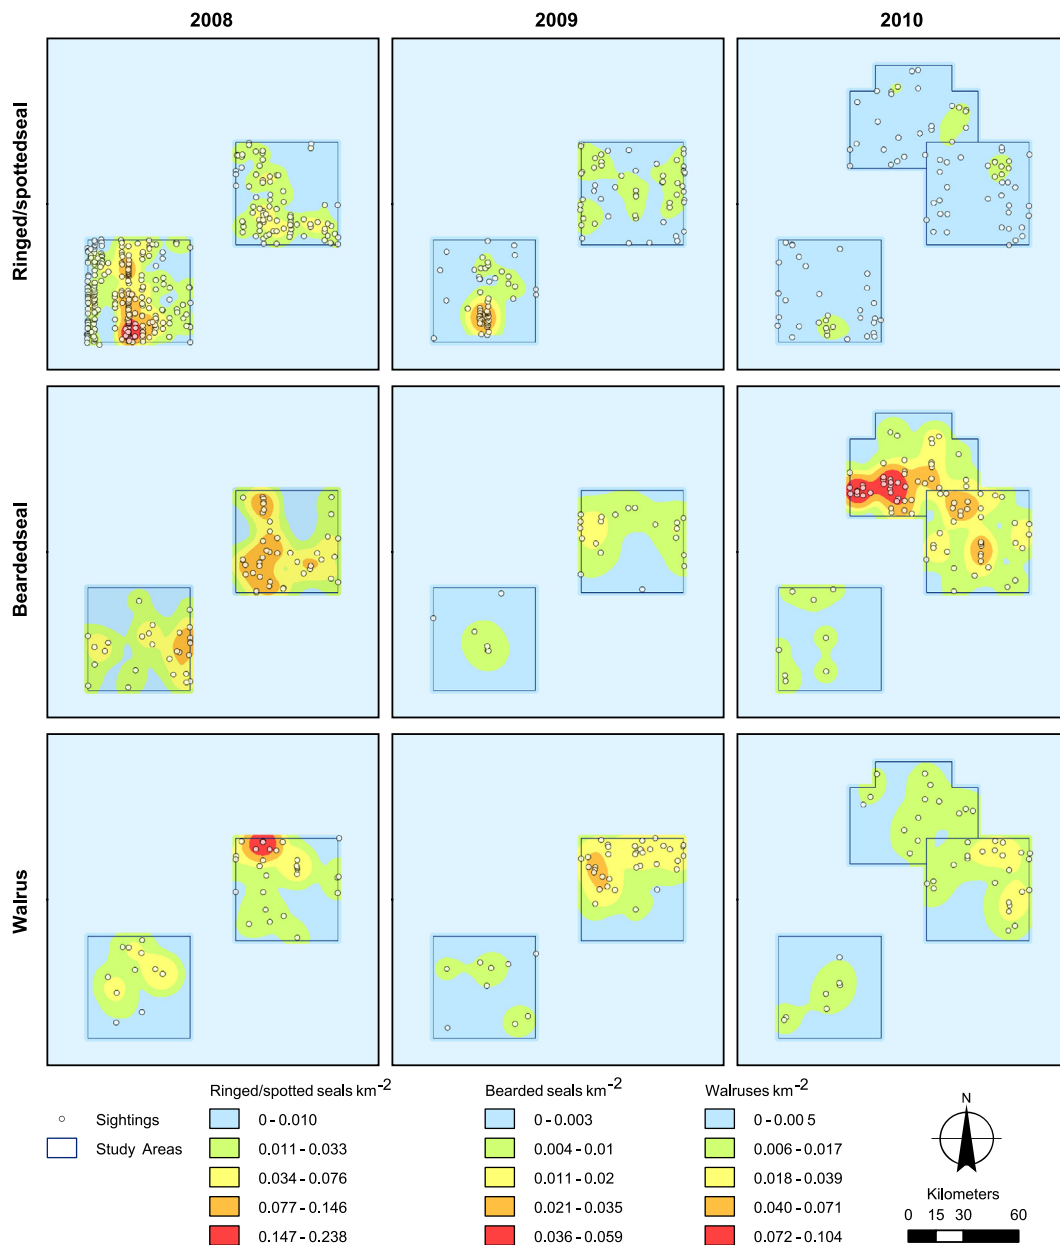 2008 2009 2010
Ringed/spottedseal
Beardedseal
Walrus
Ringed/spotted seals km-2 Bearded seals km-2 Walruses km-2
Sightings 0 - 0.010 0 - 0.003 0 - 0.00 5
Study Areas 0.011 - 0.033 0.004 - 0.01 0.006 - 0.017
0.034 - 0.076 0.011 - 0.02 0.018 - 0.039
0.077 - 0.146 0.021 - 0.035 0.040 - 0.071
0.147 - 0.238 0.036 - 0.059 0.072 - 0.104
N
Kilometers
0 15 30 60